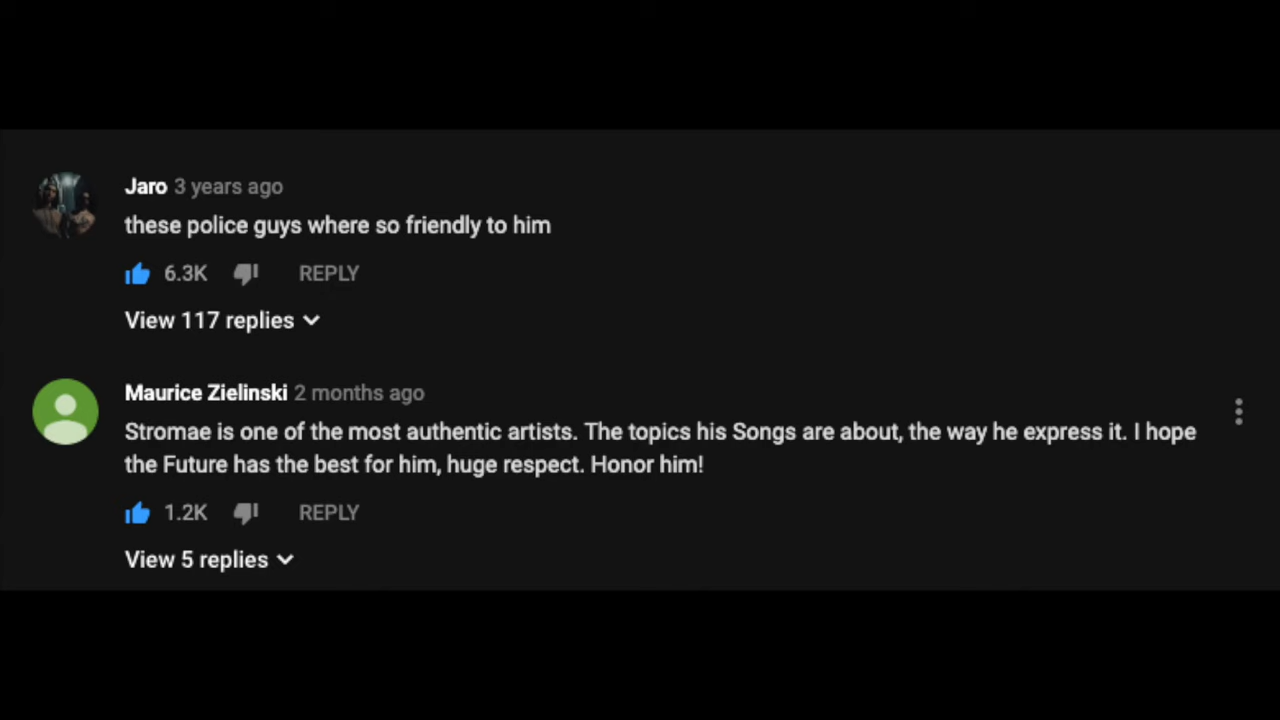 Jaro 3 years ago
these police guys where so friendly to him
6.3K REPLY
View 117 replies
Maurice Zielinski 2 months ago
Stromae is one of the most authentic artists. The topics his Songs are about, the way he express it. I hope
the Future has the best for him, huge respect. Honor him!
1.2K REPLY
View 5 replies